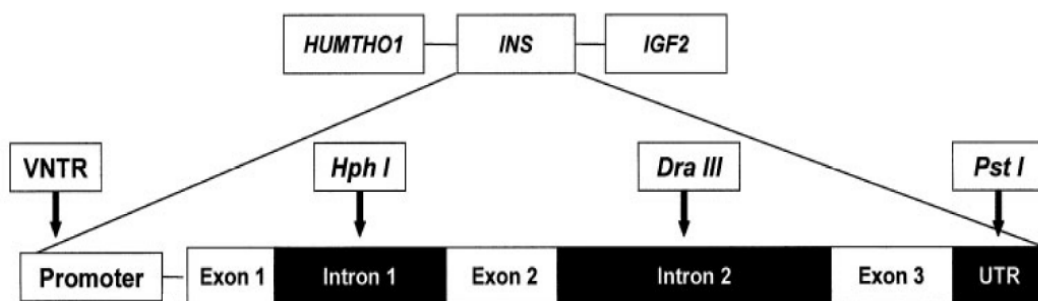 HUMTHO1 INS IGF2
VNTR Hph I Dra III Pst I
Promoter Exon 1 Intron 1 Exon 2 Intron 2 Exon 3 UTR